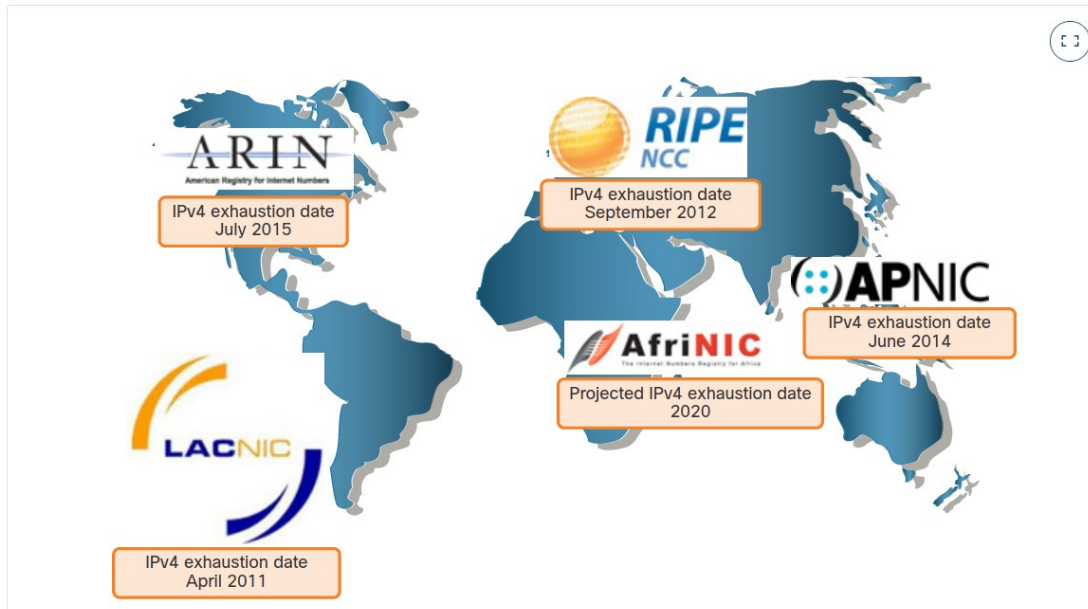 ARIN
American Registry for Internet Numbers
IPv4 exhaustion date
July 2015
RIPE
NCC
IPv4 exhaustion date
September 2012
APNIC
IPv4 exhaustion date
June 2014
AfriNIC
The Internet Numbers Registry for Africa
Projected IPv4 exhaustion date
2020
LACNIC
IPv4 exhaustion date
April 2011